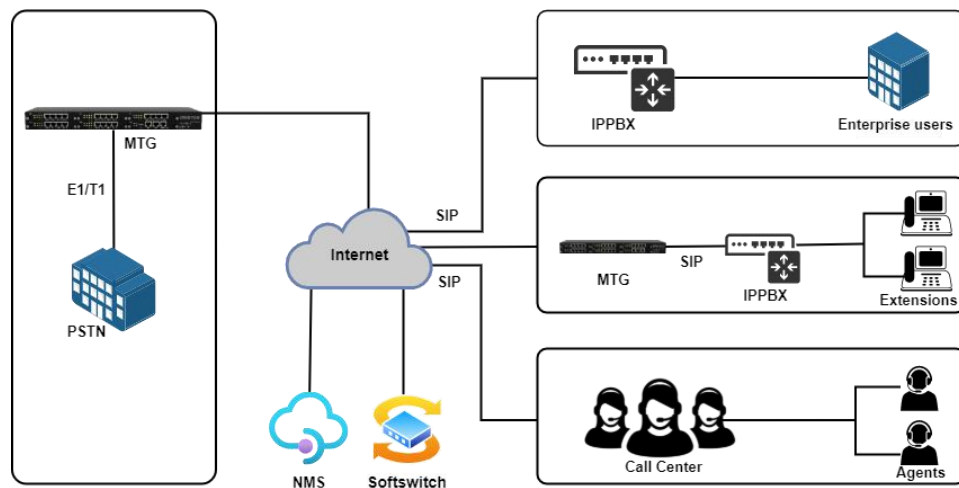 MTG
E1/T1
PSTN
Internet
SIP
SIP
NMS
Softswitch
IPPBX
Enterprise users
MTG
SIP
IPPBX
Extensions
Call Center
Agents